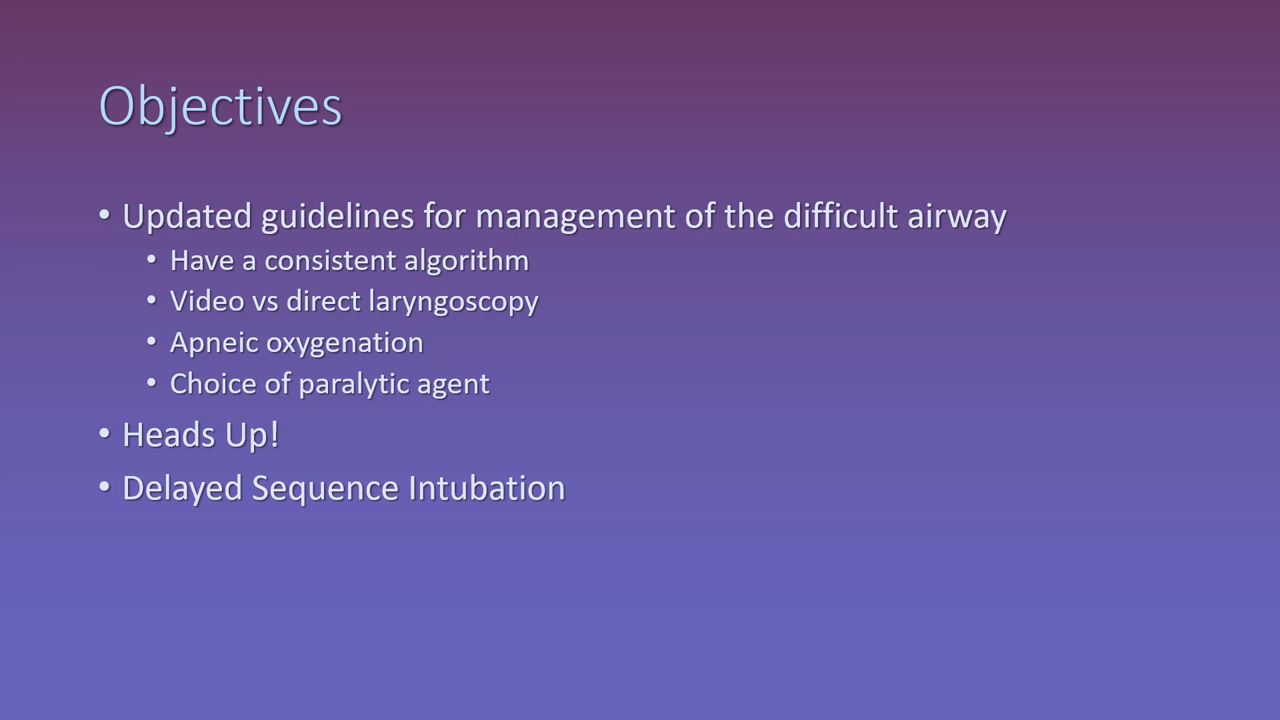 Objectives
• Updated guidelines for management of the difficult airway
• Have a consistent algorithm
• Video vs direct laryngoscopy
• Apneic oxygenation
• Choice of paralytic agent
• Heads Up!
• Delayed Sequence Intubation